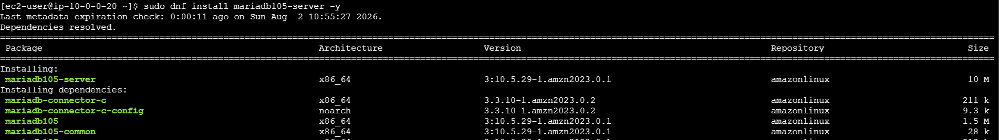 [ec2-user@ip-10-0-0-20 ~]$ sudo dnf install mariadb105-server -y
Last metadata expiration check: 0:00:11 ago on Sun Aug  2 10:55:27 2026.
Dependencies resolved.
Package Architecture Version Repository Size
Installing:
mariadb105-server x86_64 3:10.5.29-1.amzn2023.0.1 amazonlinux 10 M
Installing dependencies:
mariadb-connector-c x86_64 3.3.10-1.amzn2023.0.2 amazonlinux 211 k
mariadb-connector-c-config noarch 3.3.10-1.amzn2023.0.2 amazonlinux 9.3 k
mariadb105 x86_64 3:10.5.29-1.amzn2023.0.1 amazonlinux 1.5 M
mariadb105-common x86_64 3:10.5.29-1.amzn2023.0.1 amazonlinux 28 k